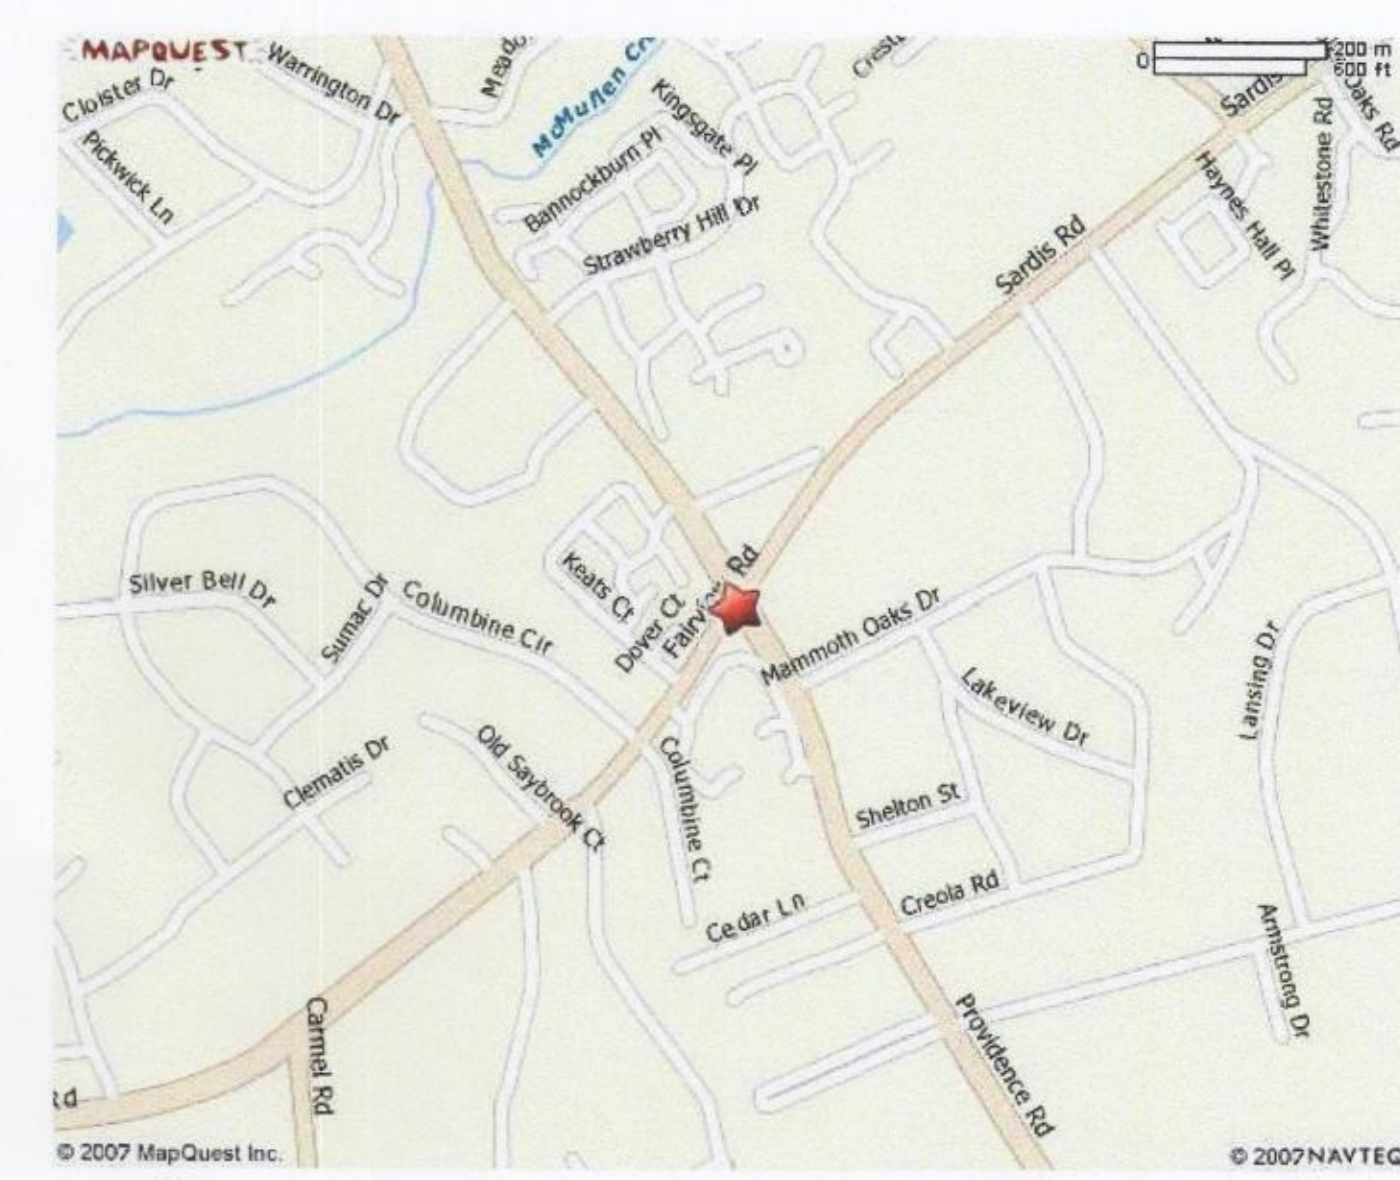 MAPQUEST
Warrington Dr
McMullen Cr
Cloister Dr
Pickwick Ln
Kingsgate Pl
Bannockburn Pl
Strawberry Hill Dr
0
200 m
600 ft
Sardis
Oaks Rd
Whitestone Rd
Haynes Hall Pl
Sardis Rd
Silver Bell Dr
Sumac Dr
Columbine Cir
Keats Ct
Dover Ct
Rd
Mammoth Oaks Dr
Lakeview Dr
Lansing Dr
Clematis Dr
Old Saybrook Ct
Columbine Ct
Shelton St
Cedar Ln
Creola Rd
Armstrong Dr
Carmel Rd
Providence Rd
Rd
© 2007 MapQuest Inc.
© 2007 NAVTEQ